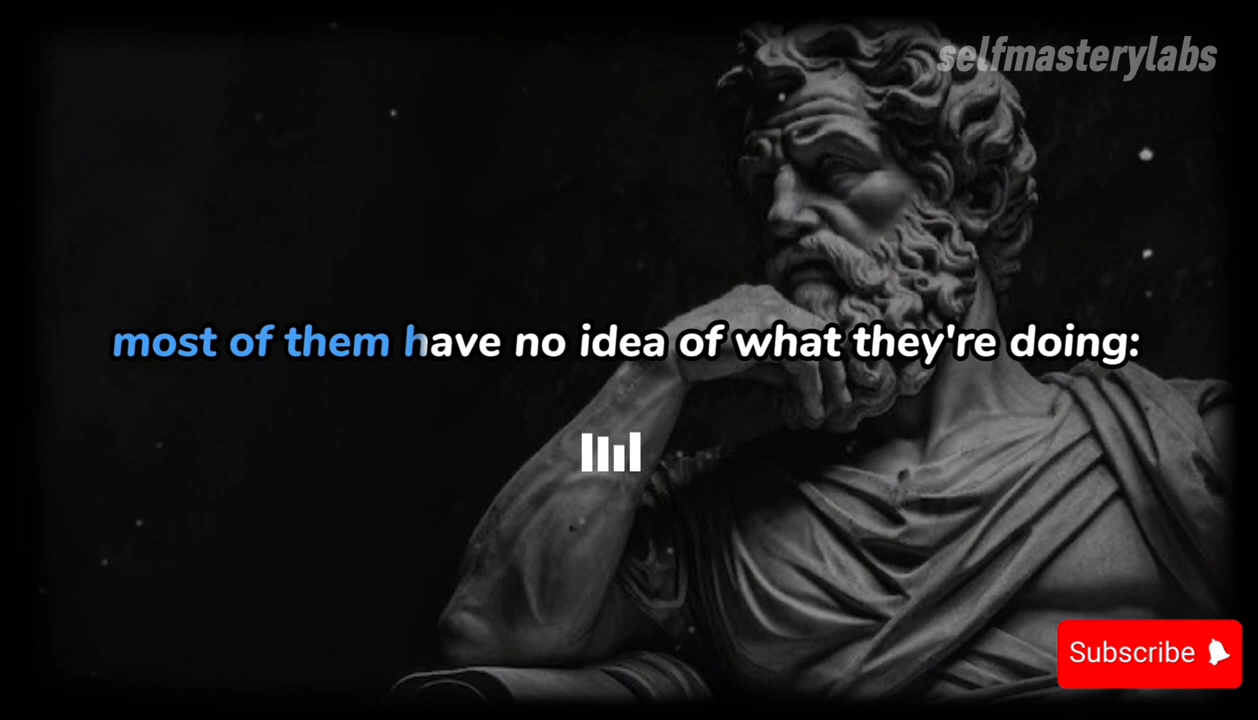 selfmasterylabs
most of them have no idea of what they're doing:
Subscribe